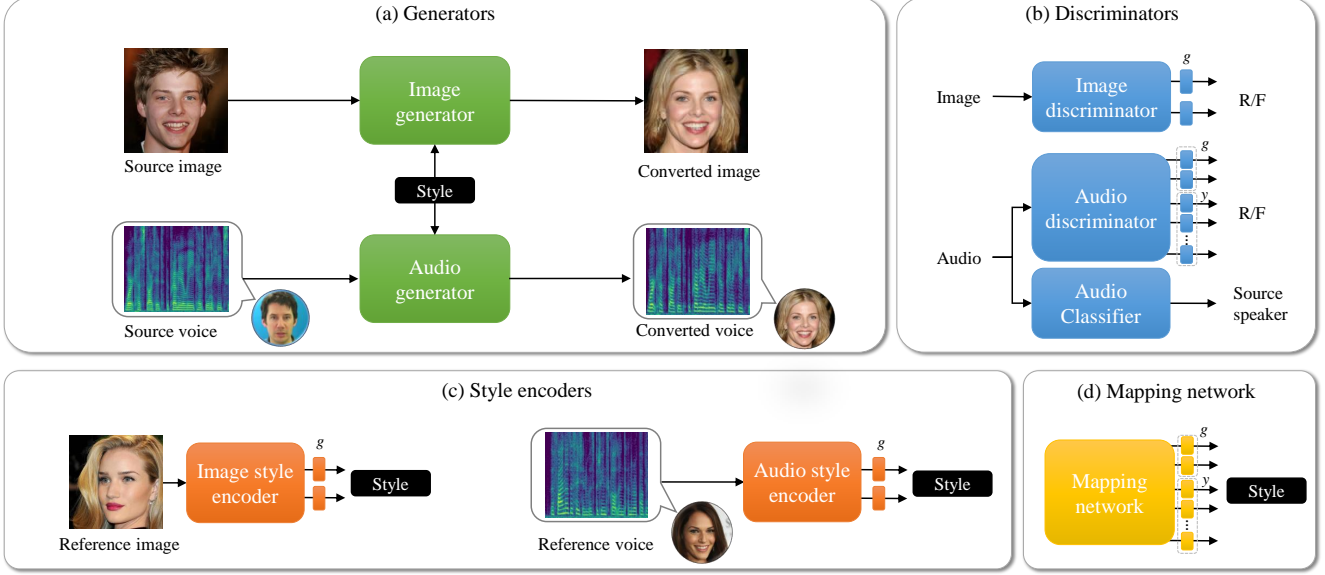 (a) Generators
Source image
Image
generator
Converted image
Style
Source voice
Audio
generator
Converted voice
(b) Discriminators
Image
Image
discriminator
g
R/F
Audio
Audio
discriminator
g
y
R/F
Audio
Classifier
Source
speaker
(c) Style encoders
Reference image
Image style
encoder
g
Style
Reference voice
Audio style
encoder
g
Style
(d) Mapping network
Mapping
network
g
y
Style